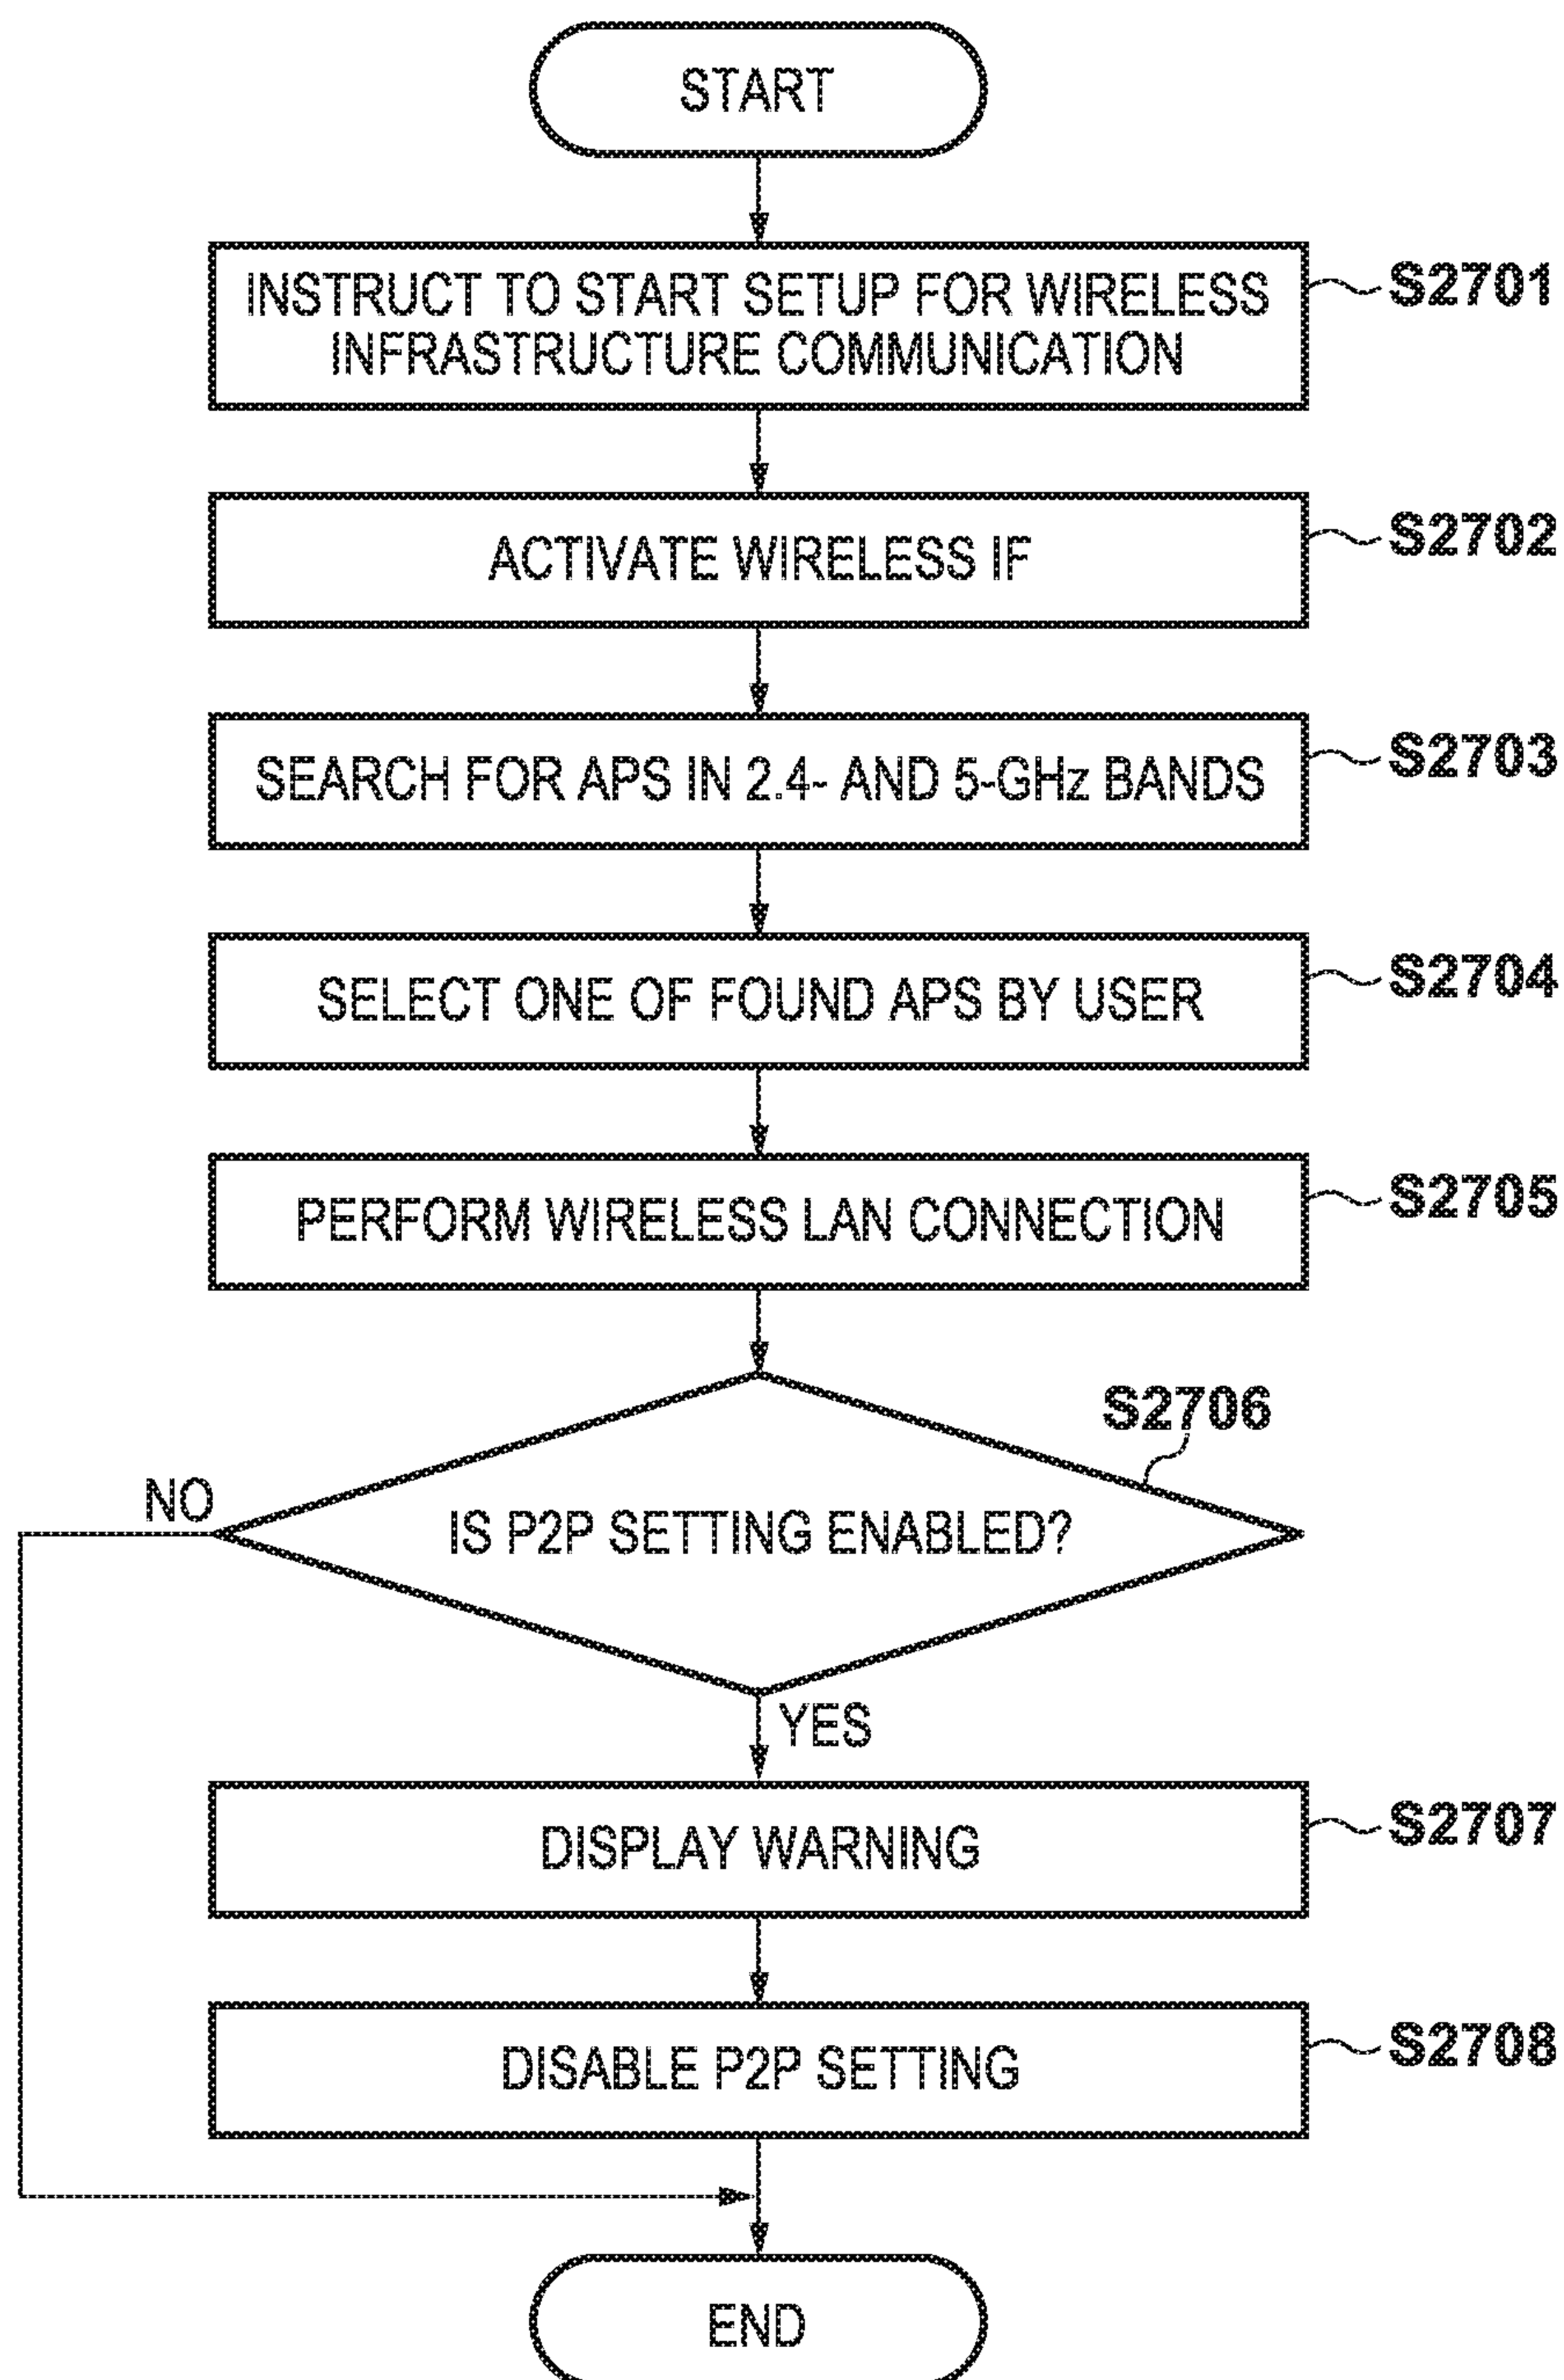 START
INSTRUCT TO START SETUP FOR WIRELESS
INFRASTRUCTURE COMMUNICATION
S2701
ACTIVATE WIRELESS IF
S2702
SEARCH FOR APS IN 2.4- AND 5-GHz BANDS
S2703
SELECT ONE OF FOUND APS BY USER
S2704
PERFORM WIRELESS LAN CONNECTION
S2705
S2706
NO
IS P2P SETTING ENABLED?
YES
DISPLAY WARNING
S2707
DISABLE P2P SETTING
S2708
END